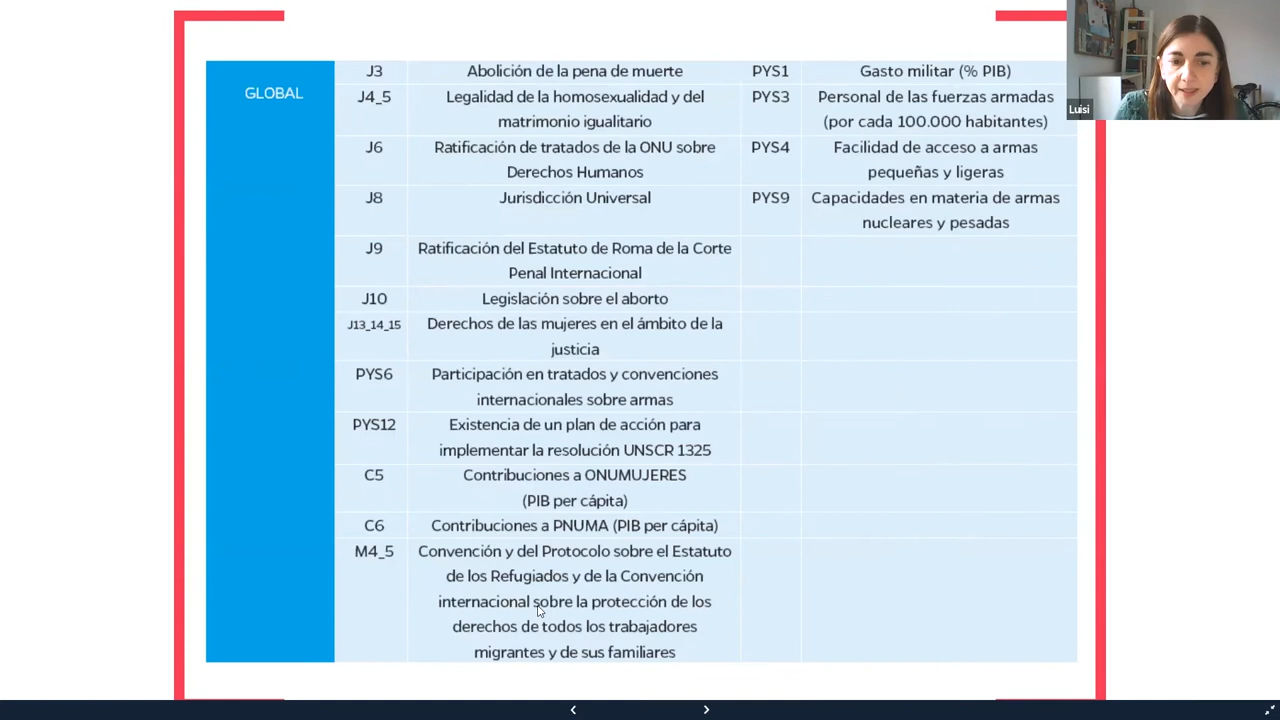 GLOBAL
J3 Abolición de la pena de muerte PYS1 Gasto militar (% PIB)
J4_5 Legalidad de la homosexualidad y del PYS3 Personal de las fuerzas armadas
matrimonio igualitario (por cada 100.000 habitantes)
J6 Ratificación de tratados de la ONU sobre PYS4 Facilidad de acceso a armas
Derechos Humanos pequeñas y ligeras
J8 Jurisdicción Universal PYS9 Capacidades en materia de armas
nucleares y pesadas
J9 Ratificación del Estatuto de Roma de la Corte
Penal Internacional
J10 Legislación sobre el aborto
J13_14_15 Derechos de las mujeres en el ámbito de la
justicia
PYS6 Participación en tratados y convenciones
internacionales sobre armas
PYS12 Existencia de un plan de acción para
implementar la resolución UNSCR 1325
C5 Contribuciones a ONUMUJERES
(PIB per cápita)
C6 Contribuciones a PNUMA (PIB per cápita)
M4_5 Convención y del Protocolo sobre el Estatuto
de los Refugiados y de la Convención
internacional sobre la protección de los
derechos de todos los trabajadores
migrantes y de sus familiares
Luisi